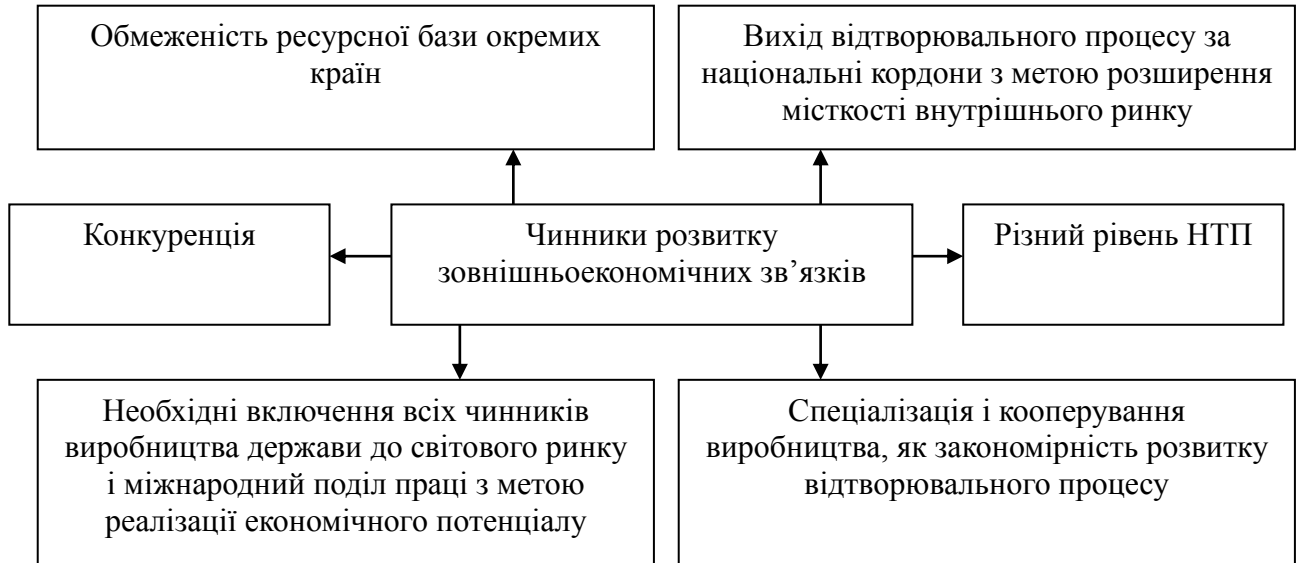 Обмеженість ресурсної бази окремих
країн
Вихід відтворювального процесу за
національні кордони з метою розширення
місткості внутрішнього ринку
Конкуренція
Чинники розвитку
зовнішньоекономічних зв’язків
Різний рівень НТП
Необхідні включення всіх чинників
виробництва держави до світового ринку
і міжнародний поділ праці з метою
реалізації економічного потенціалу
Спеціалізація і кооперування
виробництва, як закономірність розвитку
відтворювального процесу